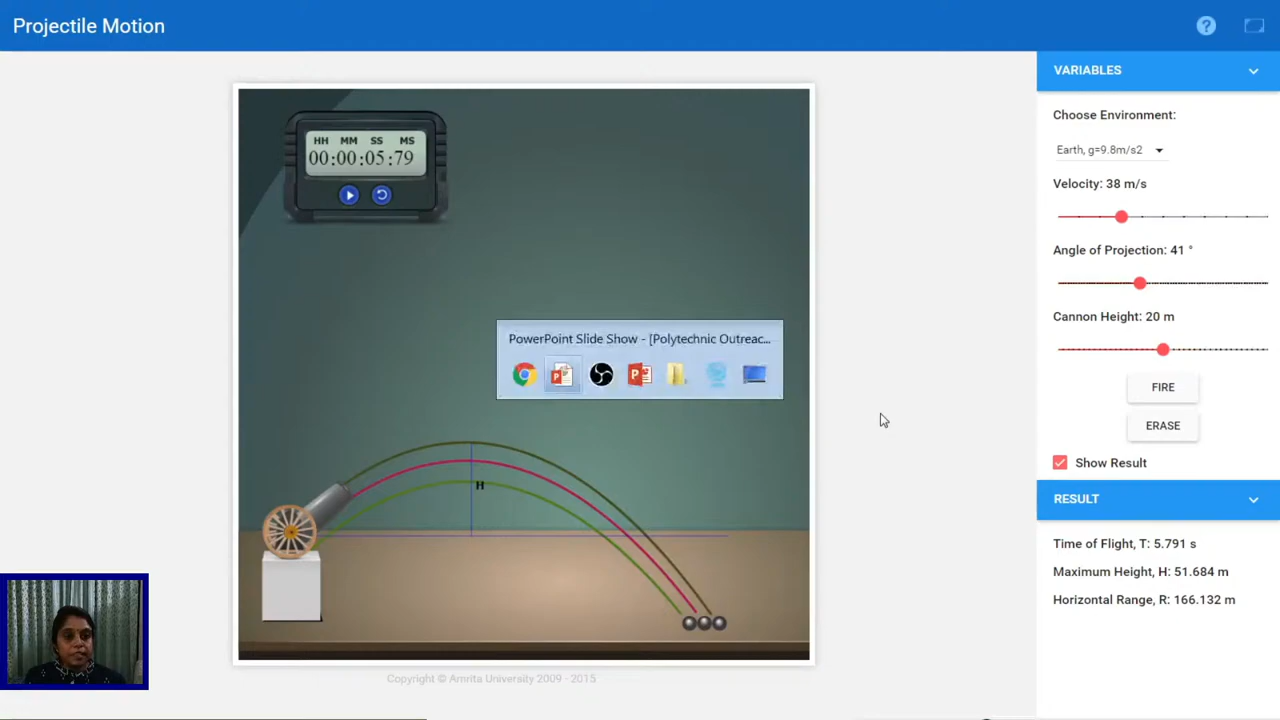 Projectile Motion
?
VARIABLES
HH MM SS MS
00:00:05:79
Choose Environment:
Earth, g=9.8m/s2
Velocity: 38 m/s
Angle of Projection: 41 °
Cannon Height: 20 m
PowerPoint Slide Show - [Polytechnic Outreac...
FIRE
ERASE
Show Result
H
RESULT
Time of Flight, T: 5.791 s
Maximum Height, H: 51.684 m
Horizontal Range, R: 166.132 m
Copyright © Amrita University 2009 - 2015